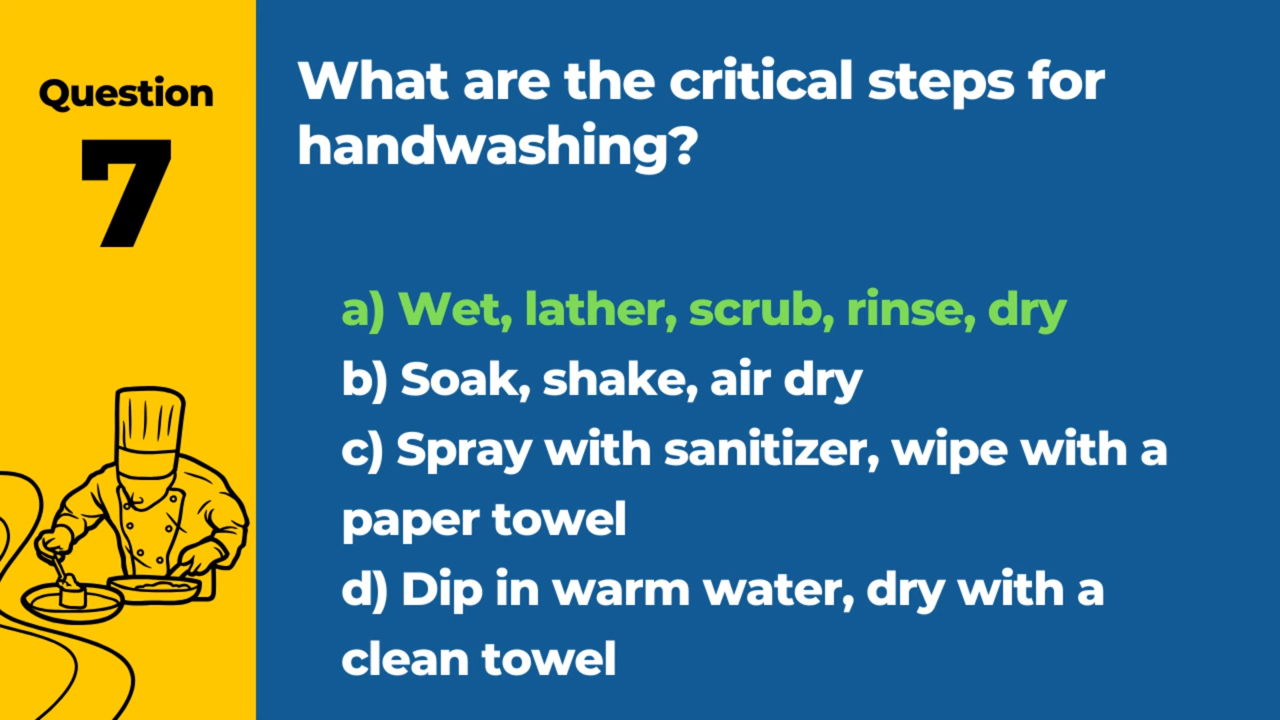 Question
7
What are the critical steps for
handwashing?
a) Wet, lather, scrub, rinse, dry
b) Soak, shake, air dry
c) Spray with sanitizer, wipe with a
paper towel
d) Dip in warm water, dry with a
clean towel